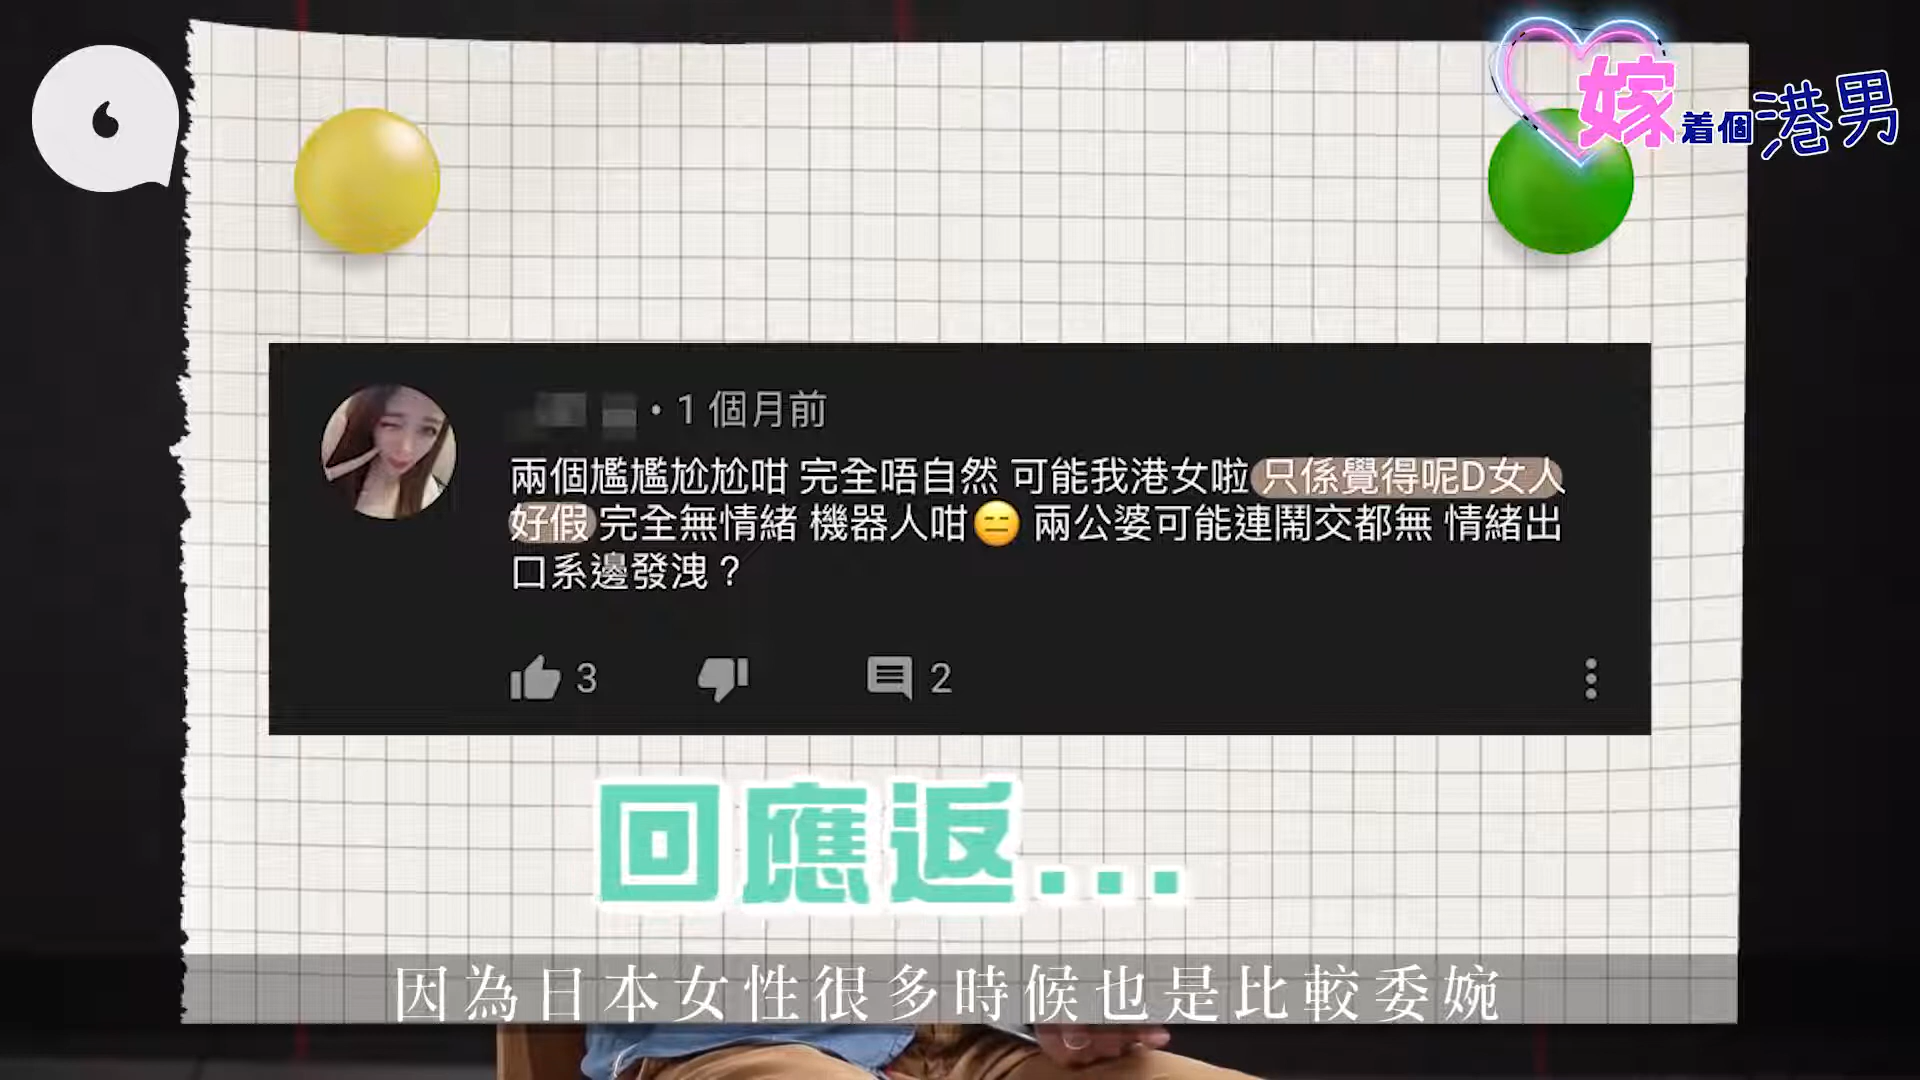 嫁着個港男
• 1 個月前
兩個尷尷尬尬咁 完全唔自然 可能我港女啦 只係覺得呢D女人
好假 完全無情緒 機器人咁😑 兩公婆可能連鬧交都無 情緒出
口系邊發洩？
3
2
回應返...
因為日本女性很多時候也是比較委婉